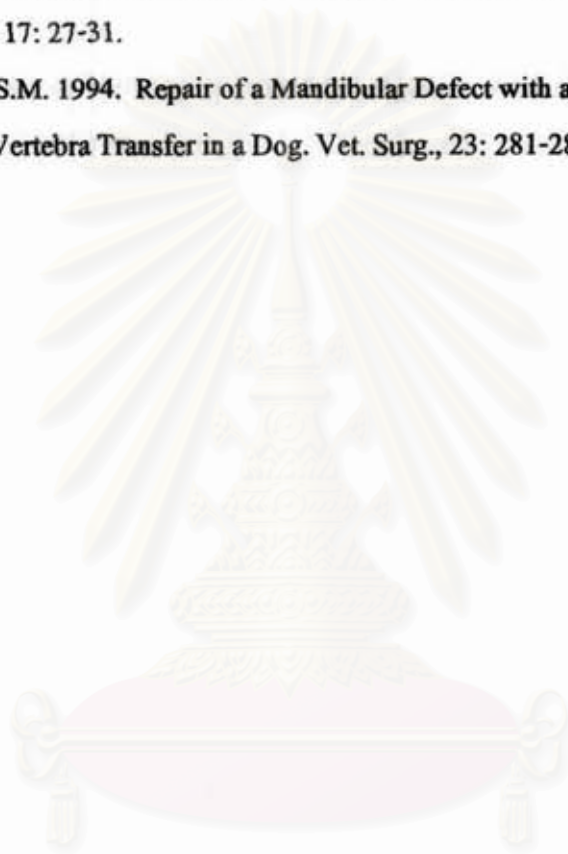 17: 27-31.
S.M. 1994. Repair of a Mandibular Defect with a
Vertebra Transfer in a Dog. Vet. Surg., 23: 281-28